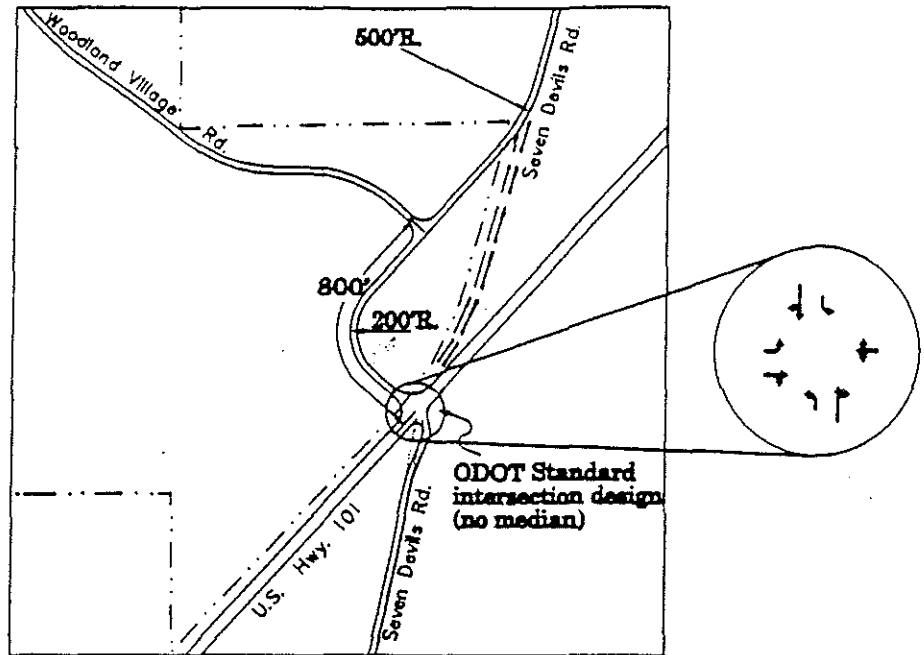 500'R.
Woodland Village Rd.
Seven Devils Rd.
800'
200'R.
ODOT Standard
intersection design
(no median)
U.S. Hwy. 101
Seven Devils Rd.